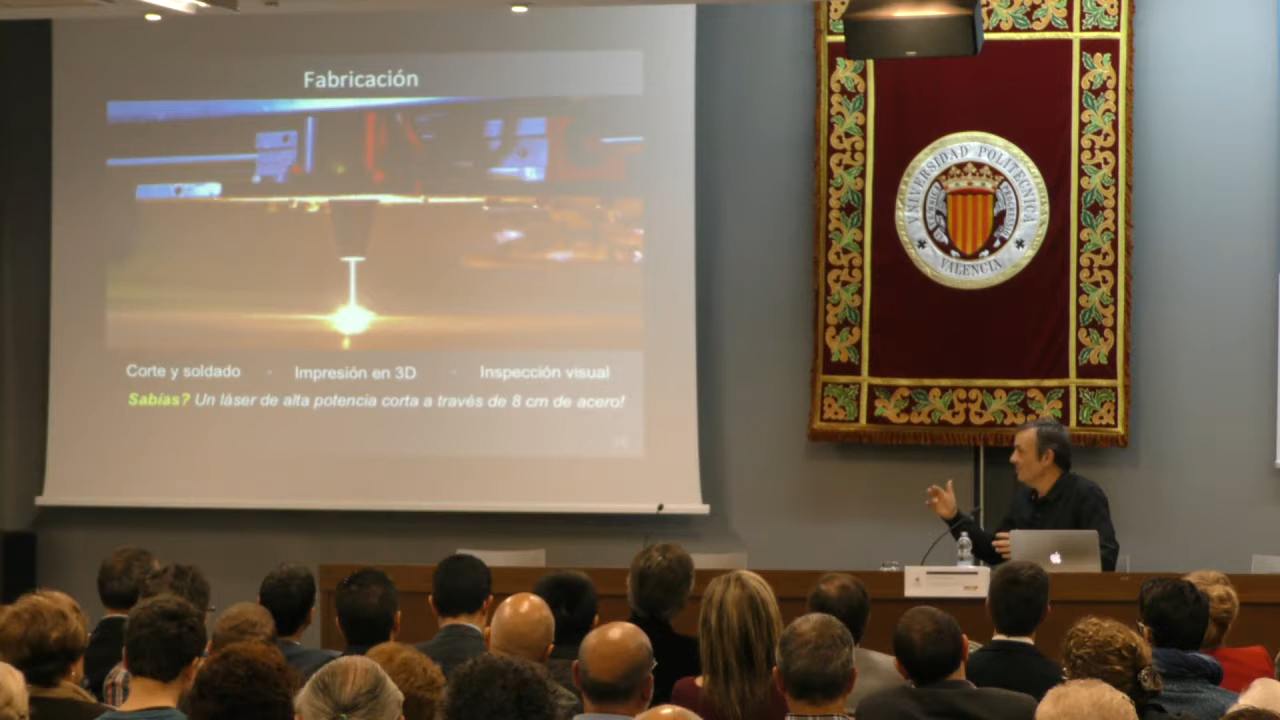 Fabricación
Corte y soldado - Impresión en 3D - Inspección visual
Sabías? Un láser de alta potencia corta a través de 8 cm de acero!
VNIVERSIDAD POLITECNICA
VALENCIA